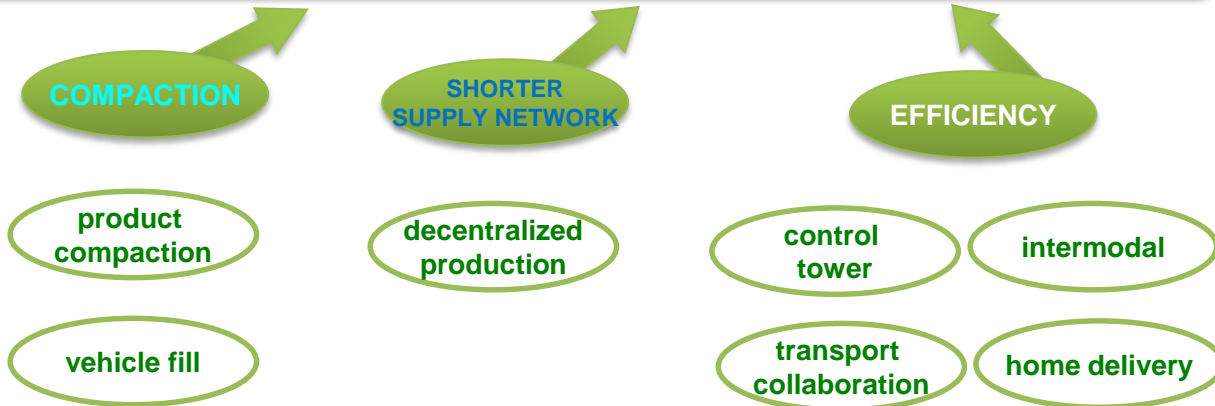 COMPACTION
SHORTER
SUPPLY NETWORK
EFFICIENCY
product
compaction
decentralized
production
control
tower
intermodal
vehicle fill
transport
collaboration
home delivery